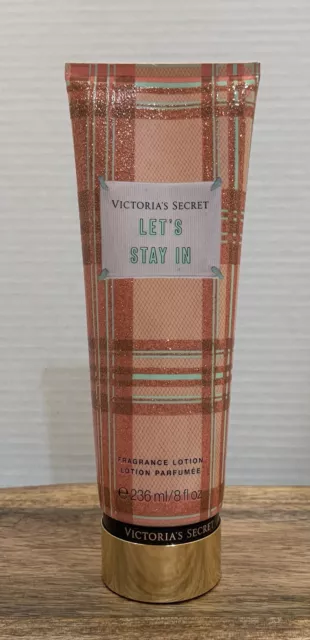 VICTORIA'S SECRET
LET'S
STAY IN
FRAGRANCE LOTION
LOTION PARFUMÉE
℮ 236 ml/8 fl oz
VICTORIA'S SECRET